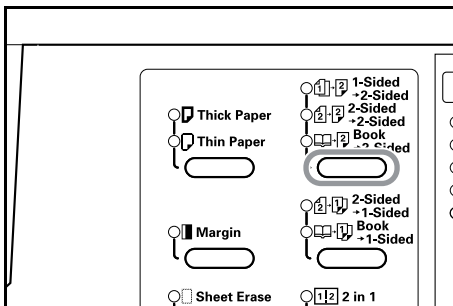 1-Sided
→2-Sided
Thick Paper
2-Sided
→2-Sided
Thin Paper
Book
→2-Sided
2-Sided
→1-Sided
Margin
Book
→1-Sided
Sheet Erase
2 in 1